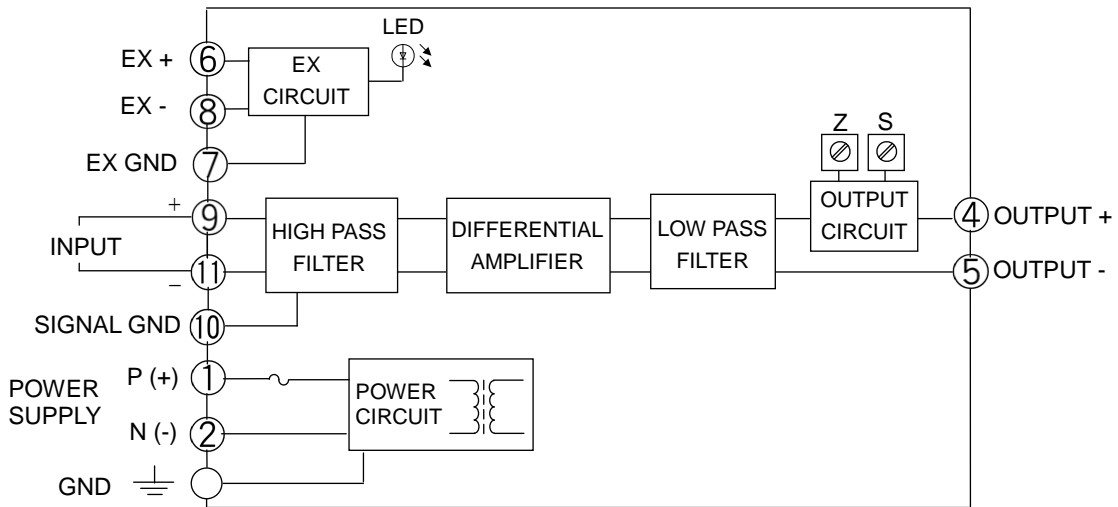 LED
EX +
6
EX
CIRCUIT
EX -
8
Z
S
EX GND
7
+
9
HIGH PASS
FILTER
DIFFERENTIAL
AMPLIFIER
LOW PASS
FILTER
OUTPUT
CIRCUIT
4
OUTPUT +
INPUT
11
−
5
OUTPUT -
SIGNAL GND
10
POWER
SUPPLY
P (+)
1
POWER
CIRCUIT
N (-)
2
GND